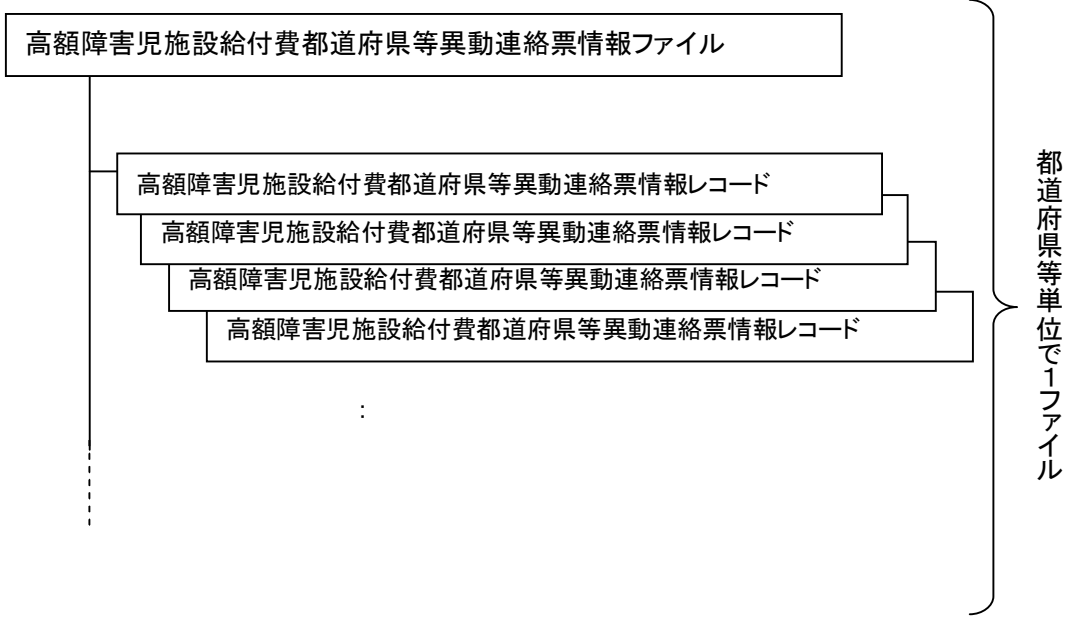 高額障害児施設給付費都道府県等異動連絡票情報ファイル
高額障害児施設給付費都道府県等異動連絡票情報レコード
高額障害児施設給付費都道府県等異動連絡票情報レコード
高額障害児施設給付費都道府県等異動連絡票情報レコード
高額障害児施設給付費都道府県等異動連絡票情報レコード
:
都道府県等単位で1ファイル